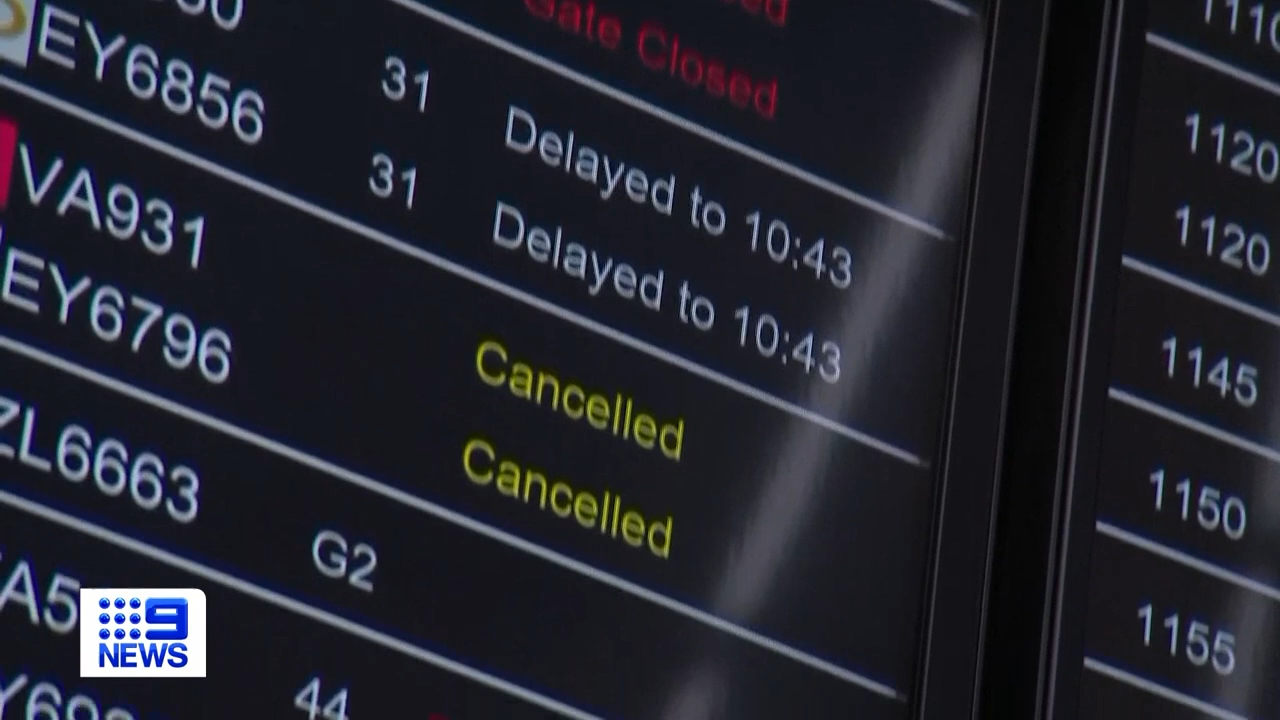 Gate Closed
31 Delayed to 10:43
EY6856 31 Delayed to 10:43
VA931 Cancelled
EY6796 Cancelled
ZL6663 G2
A5 44
1120
1120
1145
1150
1155
9
NEWS